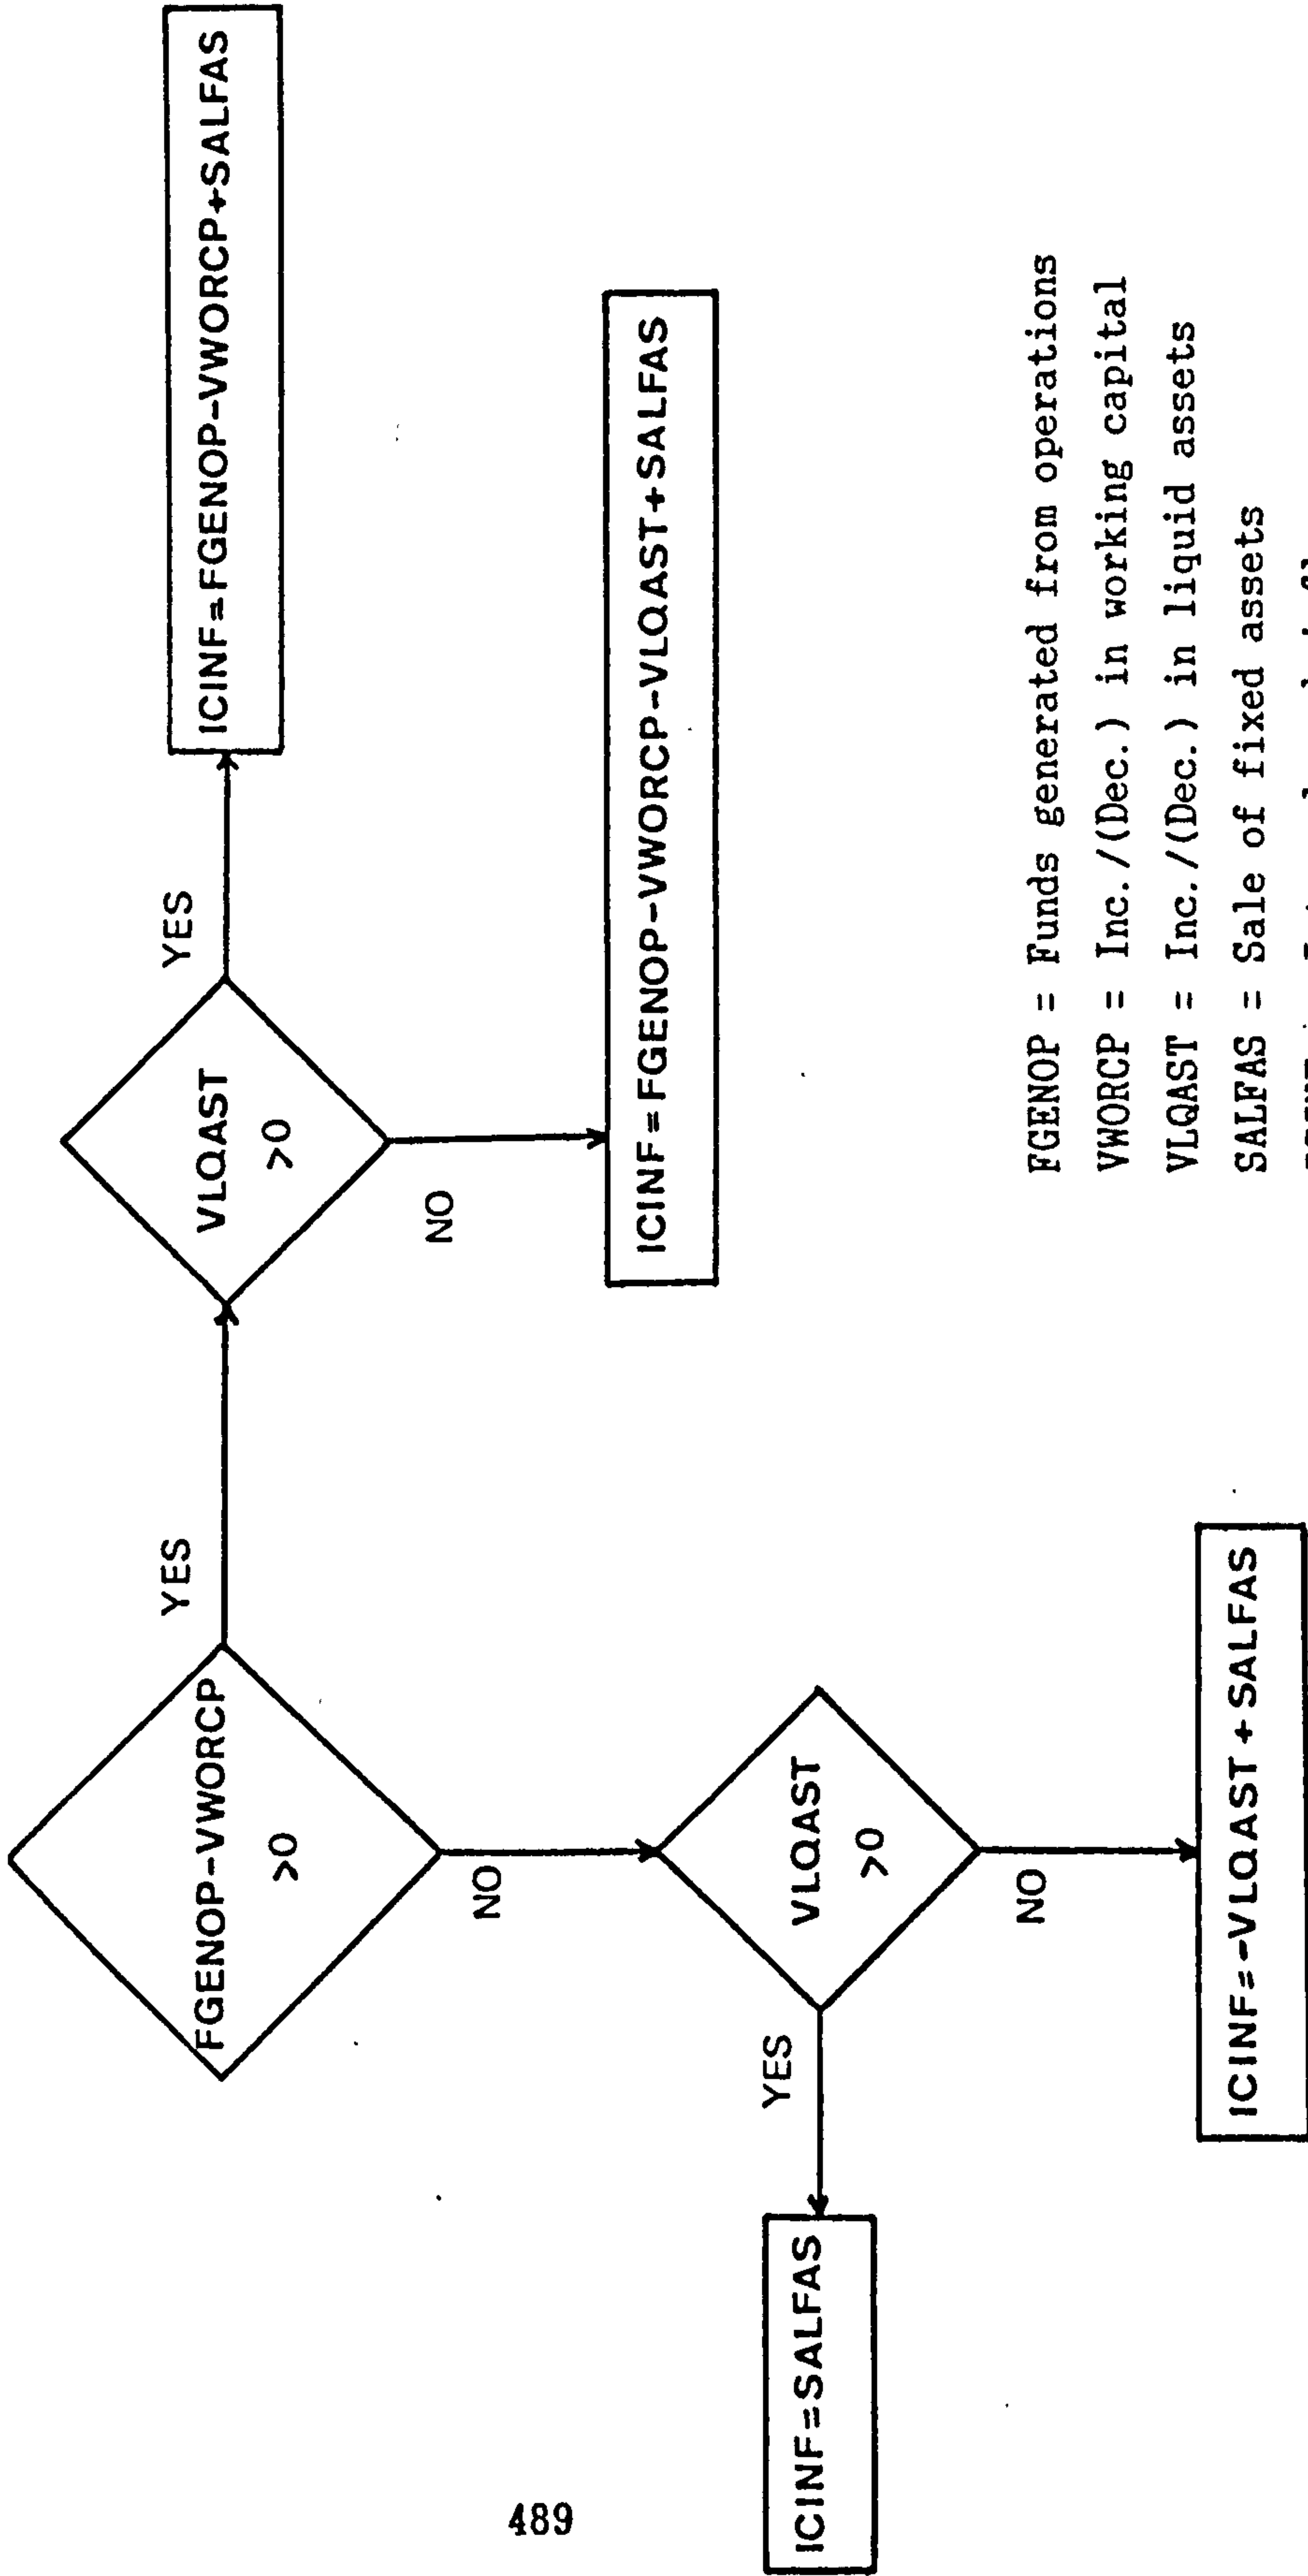 FGENOP-VWORCP
>0
YES
VLQAST
>0
YES
ICINF=FGENOP-VWORCP+SALFAS
NO
ICINF=FGENOP-VWORCP-VLQAST+SALFAS
NO
VLQAST
>0
YES
ICINF=SALFAS
NO
ICINF=-VLQAST+SALFAS
FGENOP = Funds generated from operations
VWORCP = Inc./(Dec.) in working capital
VLQAST = Inc./(Dec.) in liquid assets
SALFAS = Sale of fixed assets
489